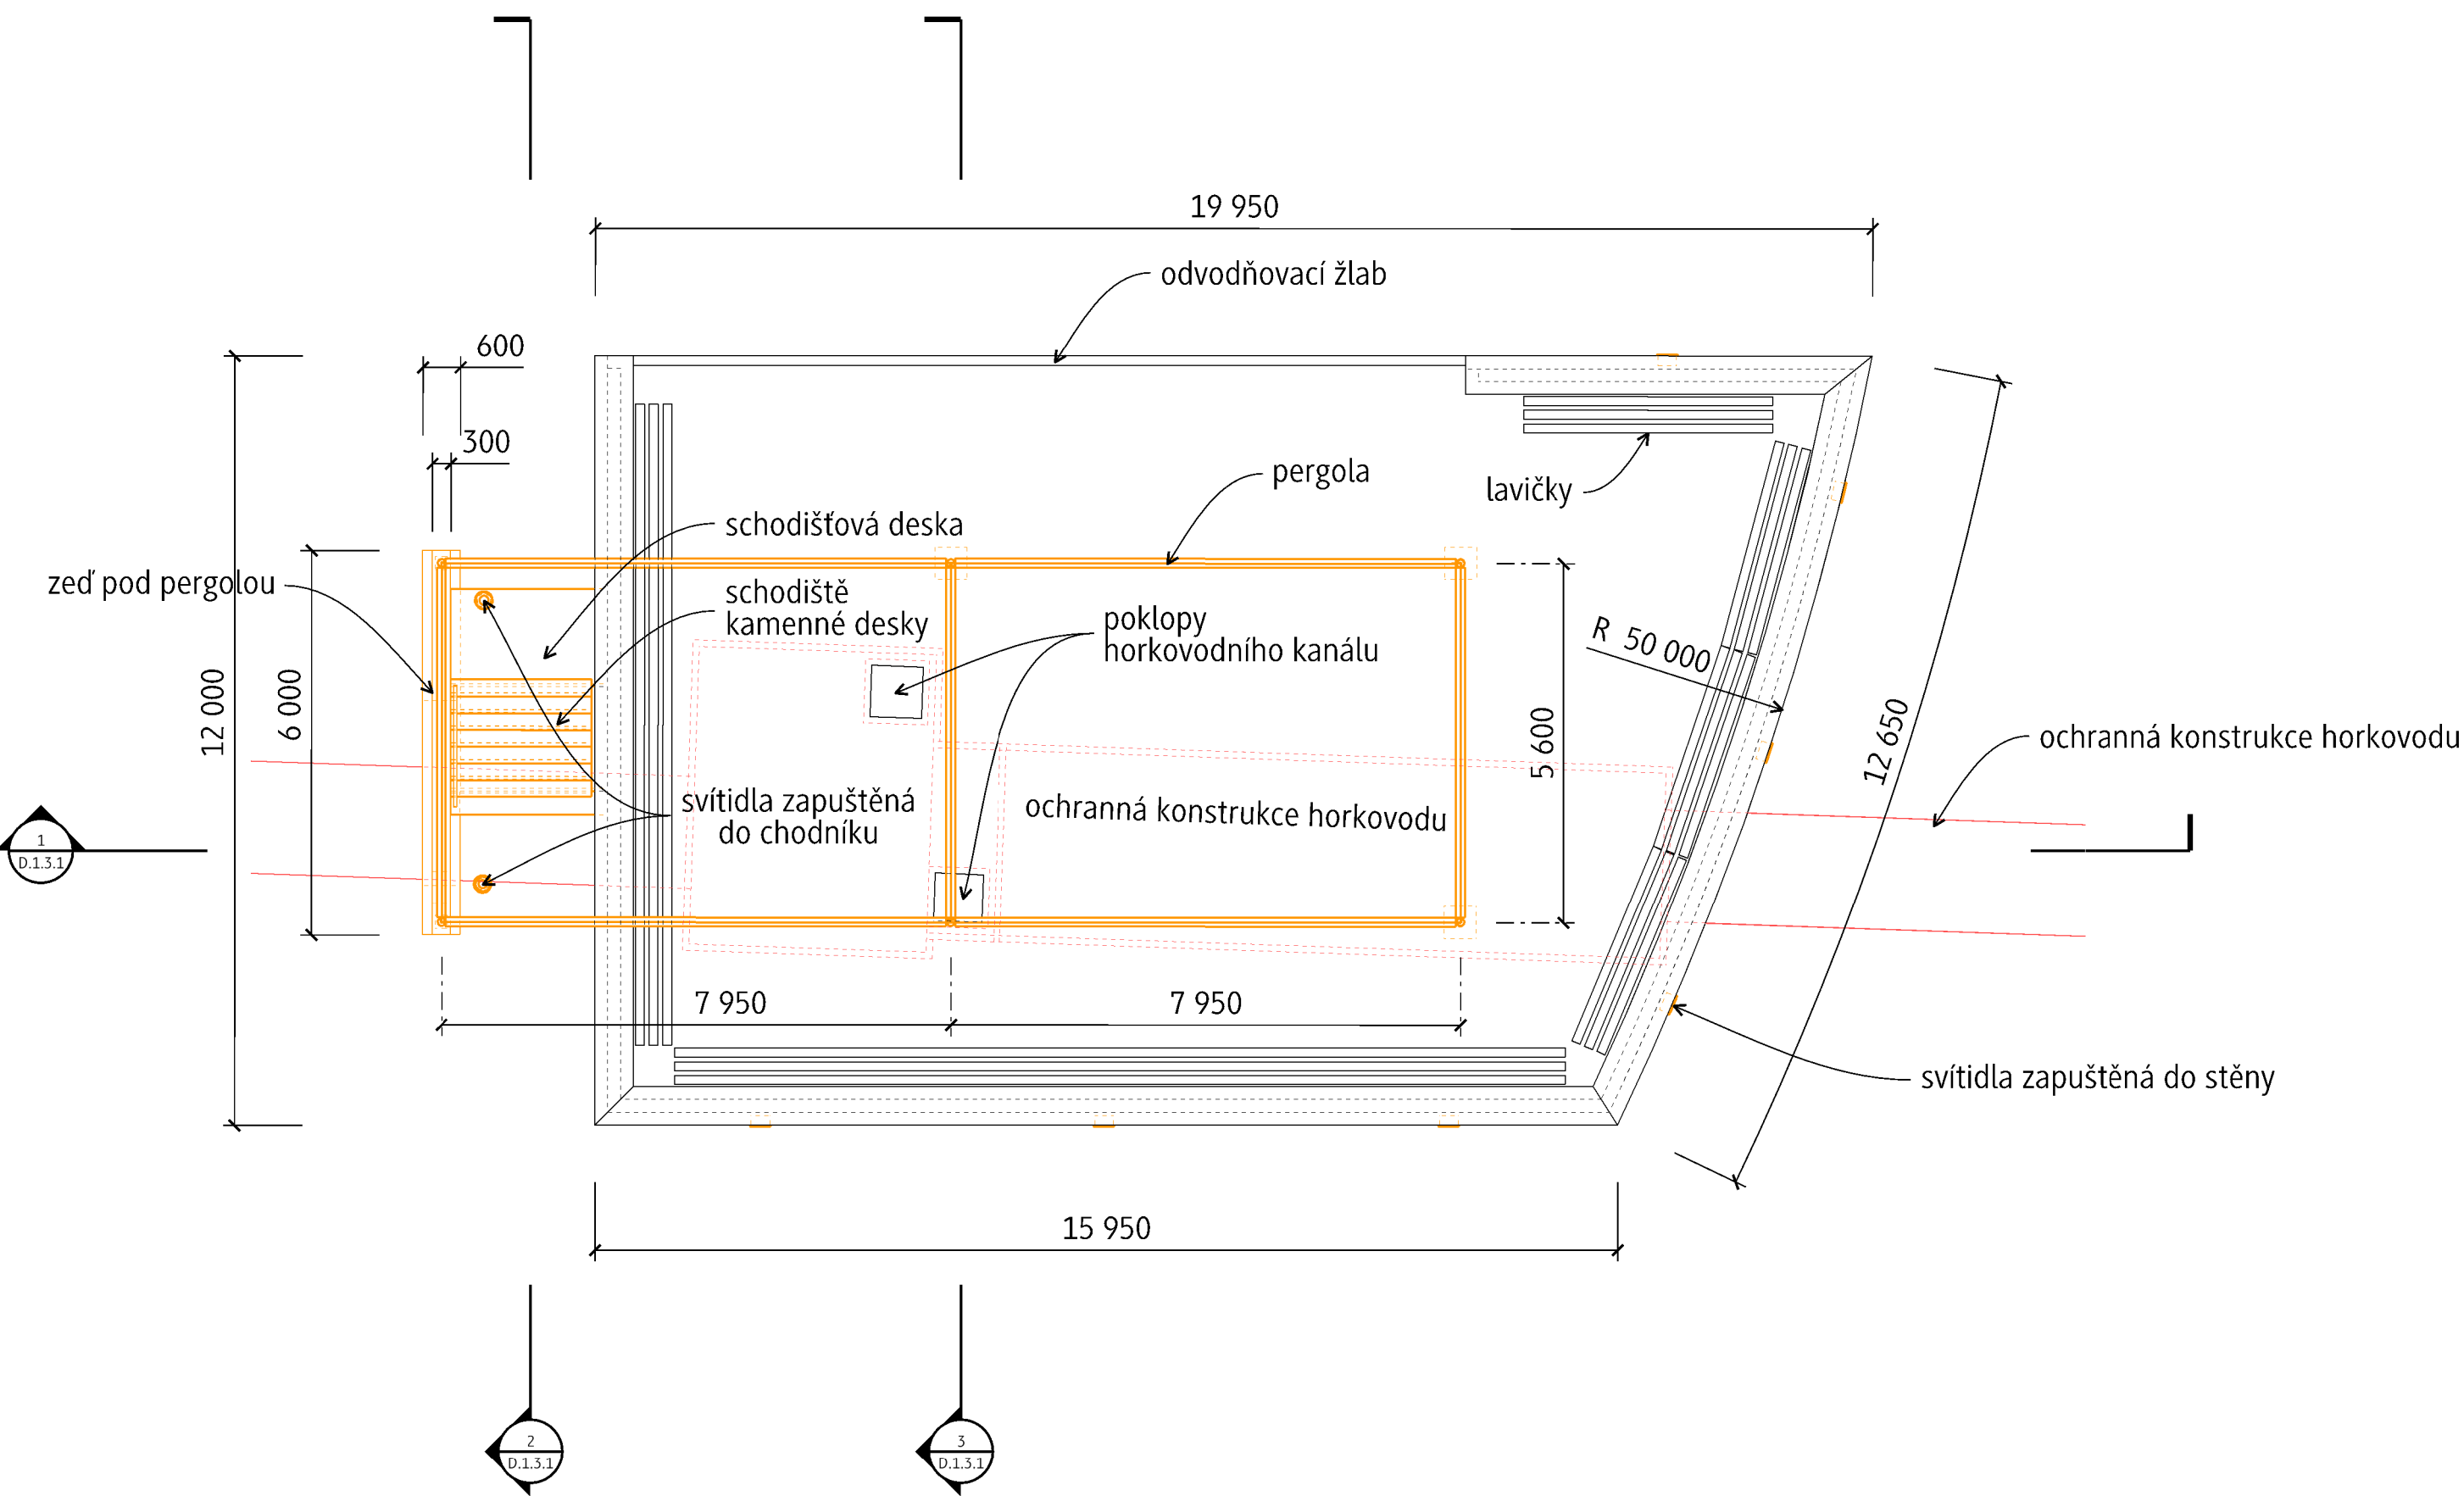 19 950
odvodňovací žlab
600
300
pergola
lavičky
schodišťová deska
zeď pod pergolou
schodiště
kamenné desky
poklopy
horkovodního kanálu
R 50 000
12 000
6 000
5 600
12 650
ochranná konstrukce horkovodu
svítidla zapuštěná
do chodníku
ochranná konstrukce horkovodu
1
D.1.3.1
7 950
7 950
svítidla zapuštěná do stěny
15 950
2
D.1.3.1
3
D.1.3.1